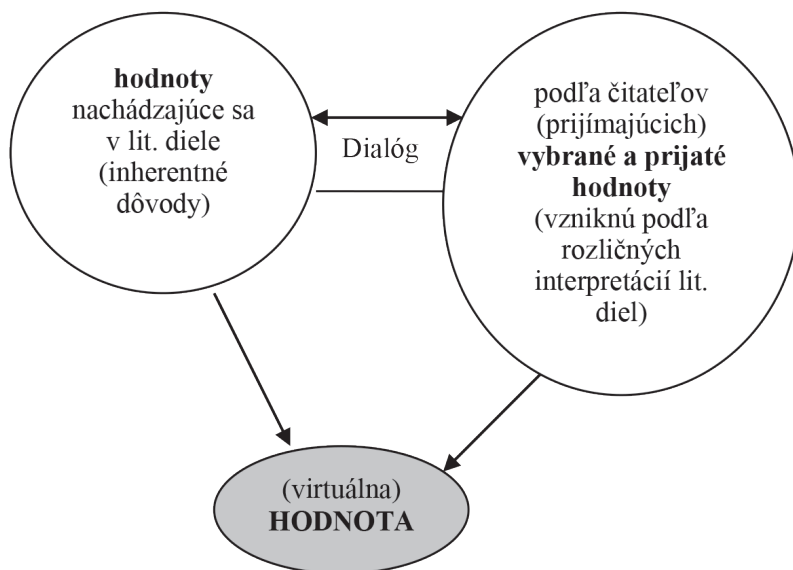 hodnoty
nachádzajúce sa
v lit. diele
(inherentné
dôvody)
Dialóg
podľa čitateľov
(prijímajúcich)
vybrané a prijaté
hodnoty
(vzniknú podľa
rozličných
interpretácií lit.
diel)
(virtuálna)
HODNOTA